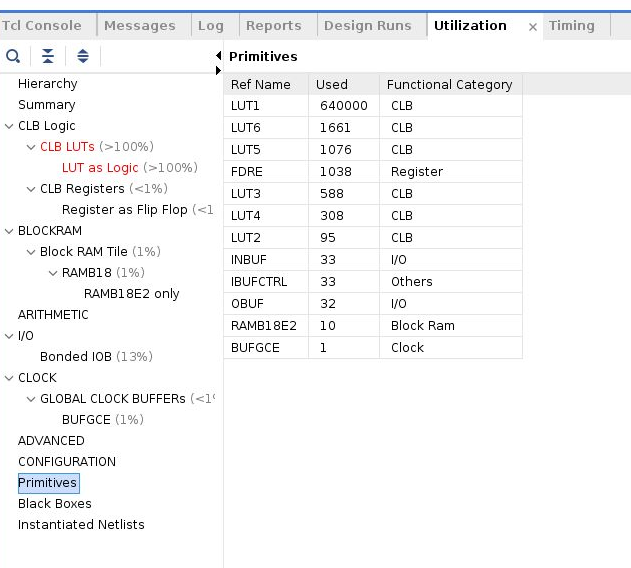 Tcl Console Messages Log Reports Design Runs Utilization × Timing
Primitives
Hierarchy
Summary
CLB Logic
CLB LUTs (>100%)
LUT as Logic (>100%)
CLB Registers (<1%)
Register as Flip Flop (<1
BLOCKRAM
Block RAM Tile (1%)
RAMB18 (1%)
RAMB18E2 only
ARITHMETIC
I/O
Bonded IOB (13%)
CLOCK
GLOBAL CLOCK BUFFERs (<1%
BUFGCE (1%)
ADVANCED
CONFIGURATION
Primitives
Black Boxes
Instantiated Netlists
Ref Name Used Functional Category
LUT1 640000 CLB
LUT6 1661 CLB
LUT5 1076 CLB
FDRE 1038 Register
LUT3 588 CLB
LUT4 308 CLB
LUT2 95 CLB
INBUF 33 I/O
IBUFCTRL 33 Others
OBUF 32 I/O
RAMB18E2 10 Block Ram
BUFGCE 1 Clock